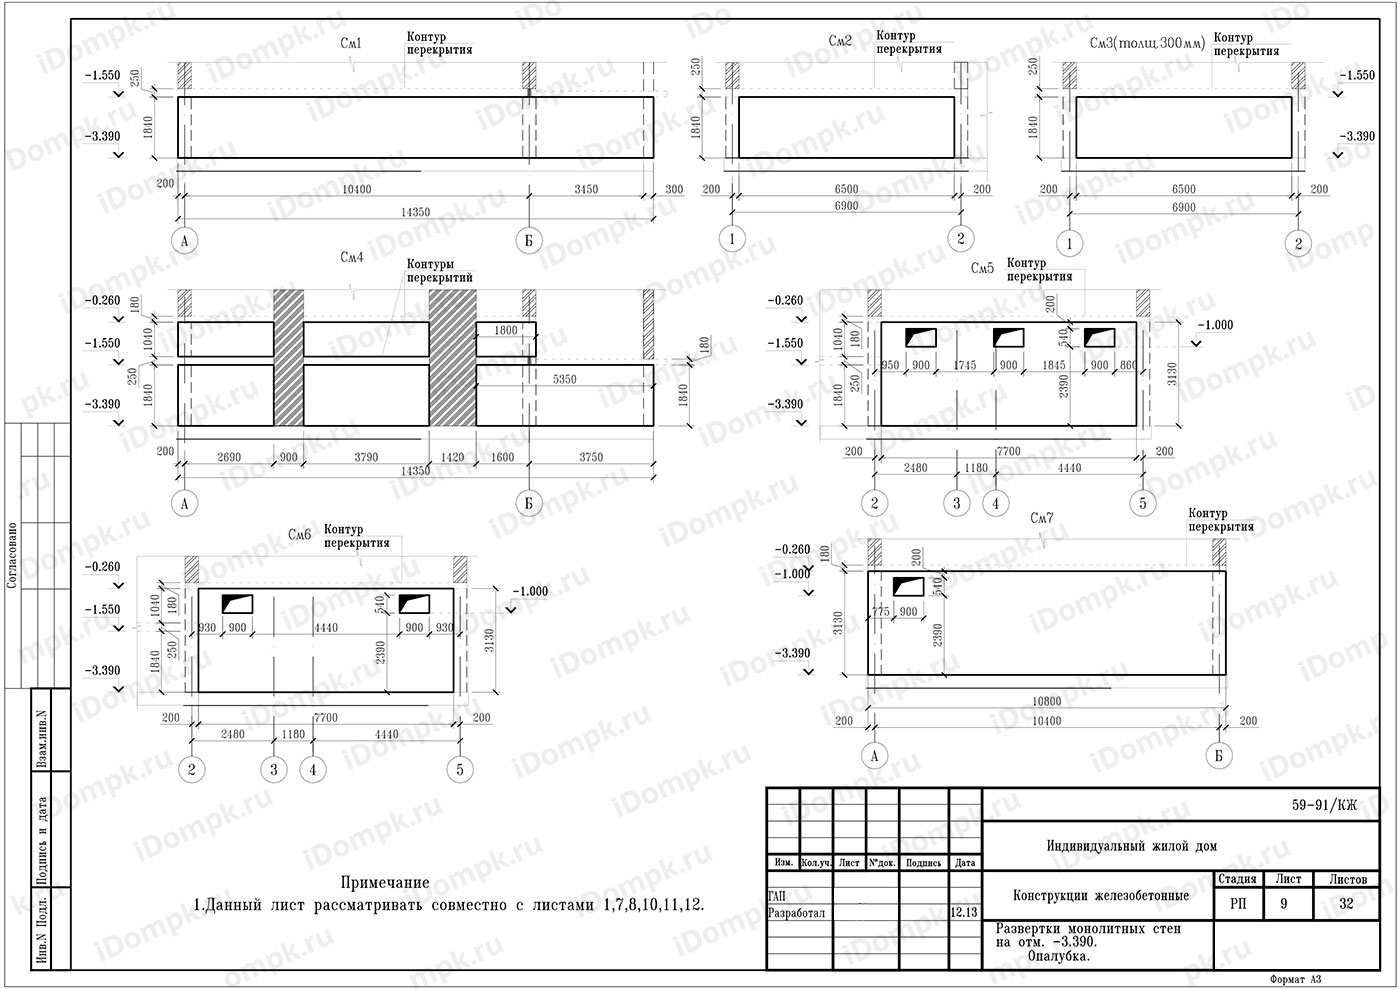 См1
Контур
перекрытия
-1.550
-3.390
250
1840
200
10400
3450
300
14350
А
Б
См2
Контур
перекрытия
250
1840
200
6500
200
6900
1
2
См3(толщ.300мм)
Контур
перекрытия
250
1840
-1.550
-3.390
200
6500
200
6900
1
2
См4
Контуры
перекрытий
-0.260
-1.550
-3.390
180
1040
250
1840
1800
5350
180
1840
200
2690
900
3790
1420
1600
3750
14350
А
Б
См5
Контур
перекрытия
-0.260
-1.550
-3.390
180
1040
180
250
1840
200
540
2390
-1.000
3130
950
900
1745
900
1845
900
860
200
7700
200
2480
1180
4440
2
3
4
5
См6
Контур
перекрытия
-0.260
-1.550
-3.390
1040
180
250
1840
540
2390
-1.000
3130
930
900
4440
900
930
200
7700
200
2480
1180
4440
2
3
4
5
См7
Контур
перекрытия
-0.260
-1.000
-3.390
180
3130
200
540
2390
775
900
10800
200
10400
200
А
Б
Примечание
1.Данный лист рассматривать совместно с листами 1,7,8,10,11,12.
Согласовано
Взам.инв.N
Подпись и дата
Инв.N Подл.
59-91/КЖ
Индивидуальный жилой дом
Изм. Кол.уч. Лист №док. Подпись Дата
ГАП
Разработал 12.13
Конструкции железобетонные
Стадия Лист Листов
РП 9 32
Развертки монолитных стен
на отм. -3.390.
Опалубка.
Формат А3
iDompk.ru